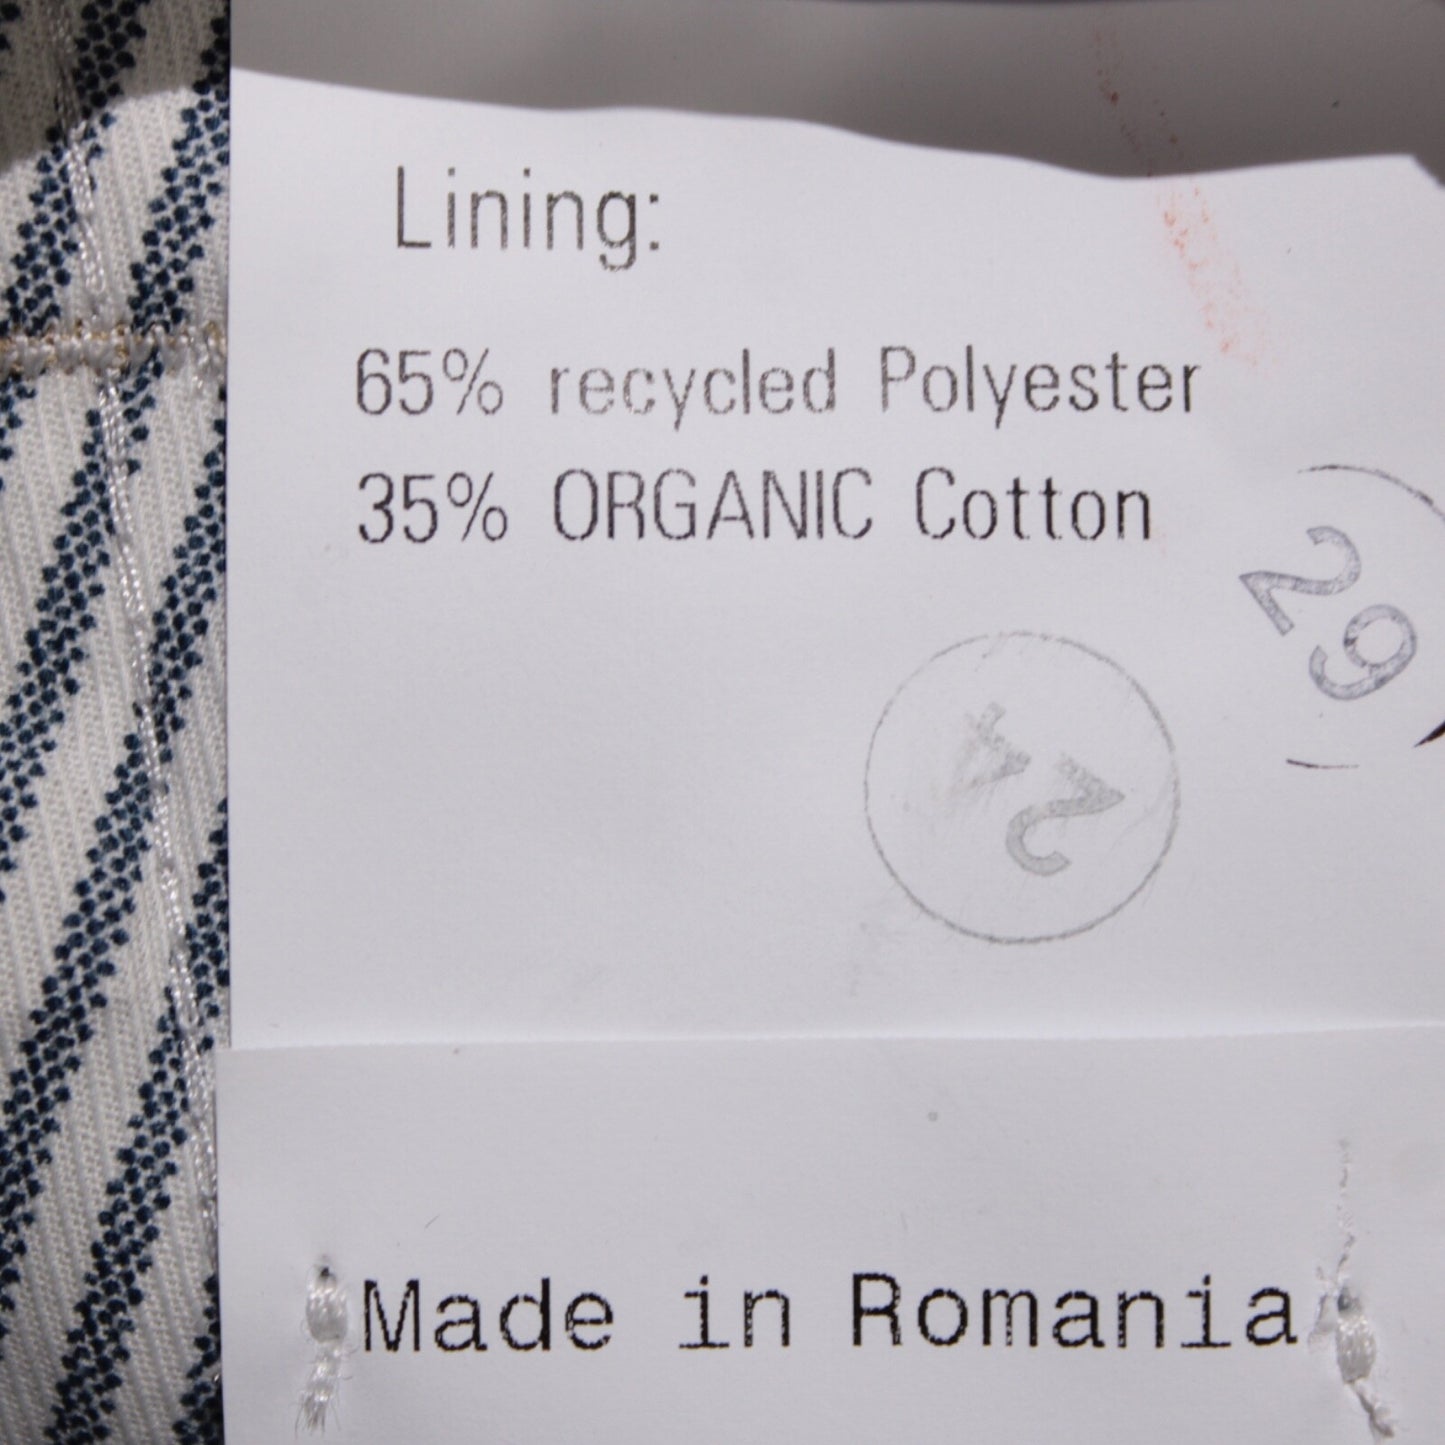 Lining:
65% recycled Polyester
35% ORGANIC Cotton
29
24
Made in Romania